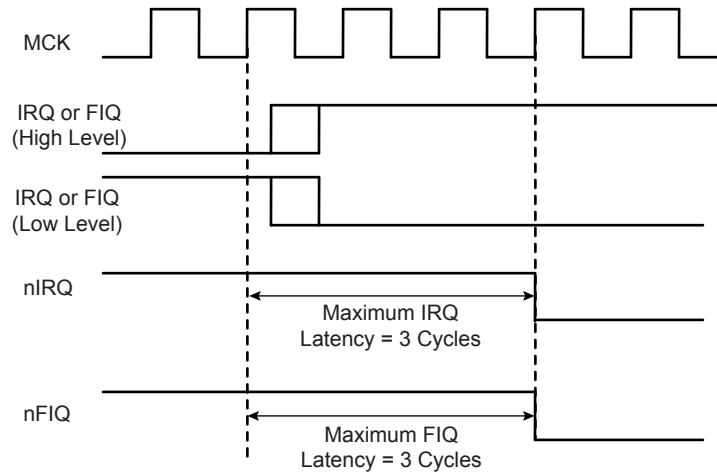 MCK
IRQ or FIQ
(High Level)
IRQ or FIQ
(Low Level)
nIRQ
Maximum IRQ
Latency = 3 Cycles
nFIQ
Maximum FIQ
Latency = 3 Cycles